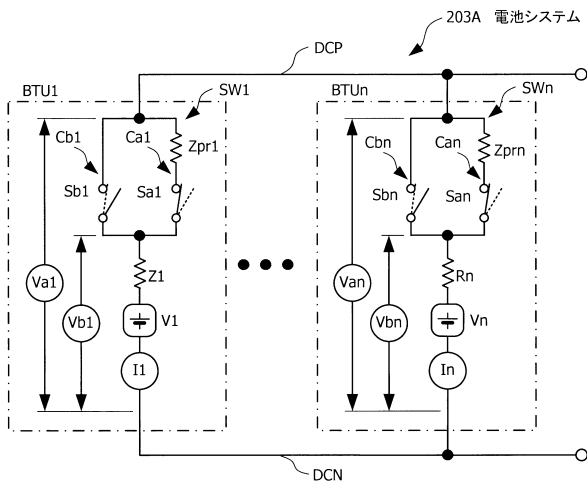 203A 電池システム
DCP
BTU1
SW1
Cb1
Ca1
Zpr1
Sb1
Sa1
Va1
Vb1
Z1
V1
I1
BTUn
SWn
Cbn
Can
Zprn
Sbn
San
Van
Vbn
Rn
Vn
In
DCN